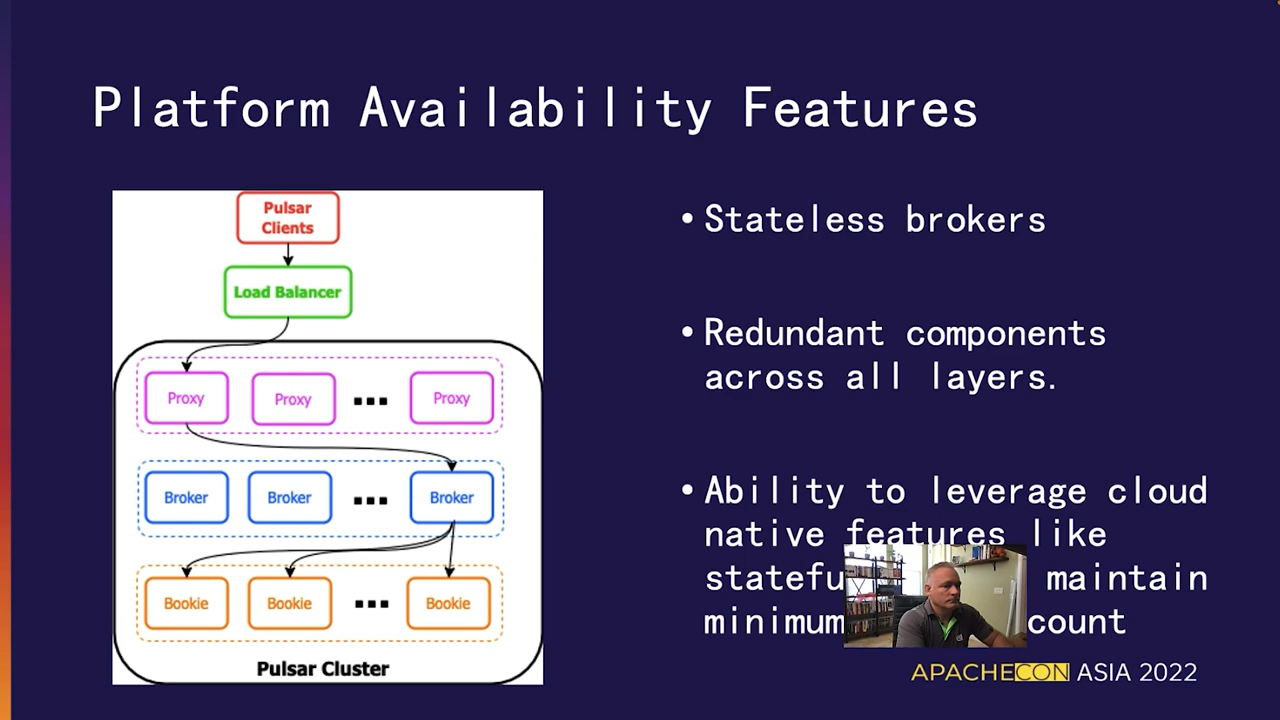 Platform Availability Features
Pulsar
Clients
Load Balancer
Proxy Proxy ... Proxy
Broker Broker ... Broker
Bookie Bookie ... Bookie
Pulsar Cluster
• Stateless brokers
• Redundant components
across all layers.
• Ability to leverage cloud
native features like
maintain
minimum count
APACHECON ASIA 2022